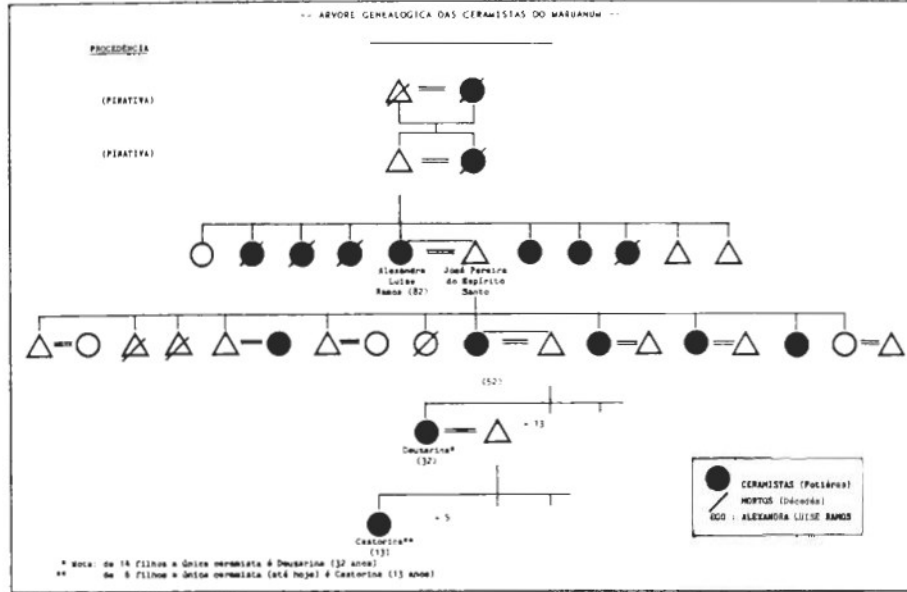 -- ARVORE GENEALOGICA DAS CERAMISTAS DO MARUANUM --
PROCEDÊNCIA
(PIRATIVA)
(PIRATIVA)
Alexandra
Luise
Ramos (82)
José Pereira
do Espírito
Santo
(52)
+ 13
Deusarina*
(32)
+ 5
Castorina**
(13)
CERAMISTAS (Potières)
MORTOS (Décedés)
EGO : ALEXANDRA LUISE RAMOS
* Nota: de 14 filhos a única ceramista é Deusarina (32 anos)
** de 6 filhos a única ceramista (até hoje) é Castorina (13 anos)